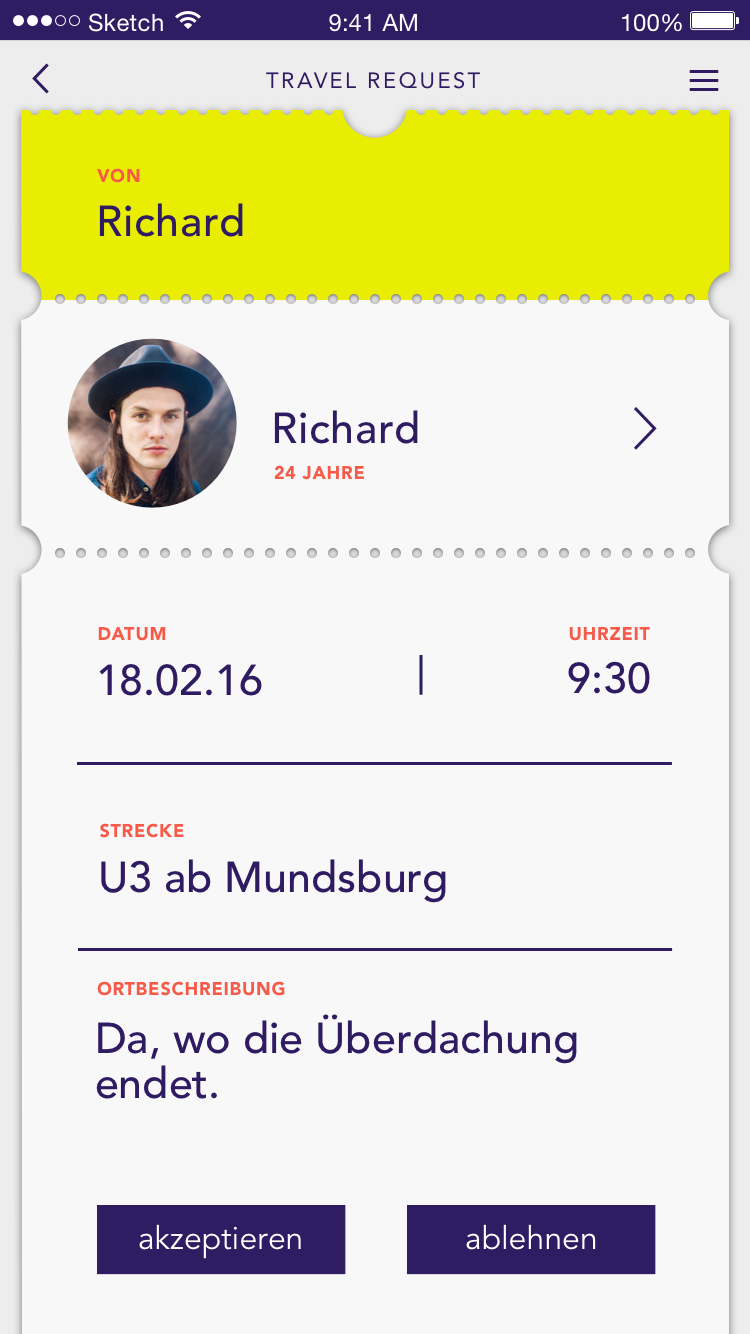 Sketch 9:41 AM 100%
TRAVEL REQUEST
VON
Richard
Richard
24 JAHRE
DATUM UHRZEIT
18.02.16 | 9:30
STRECKE
U3 ab Mundsburg
ORTBESCHREIBUNG
Da, wo die Überdachung
endet.
akzeptieren ablehnen